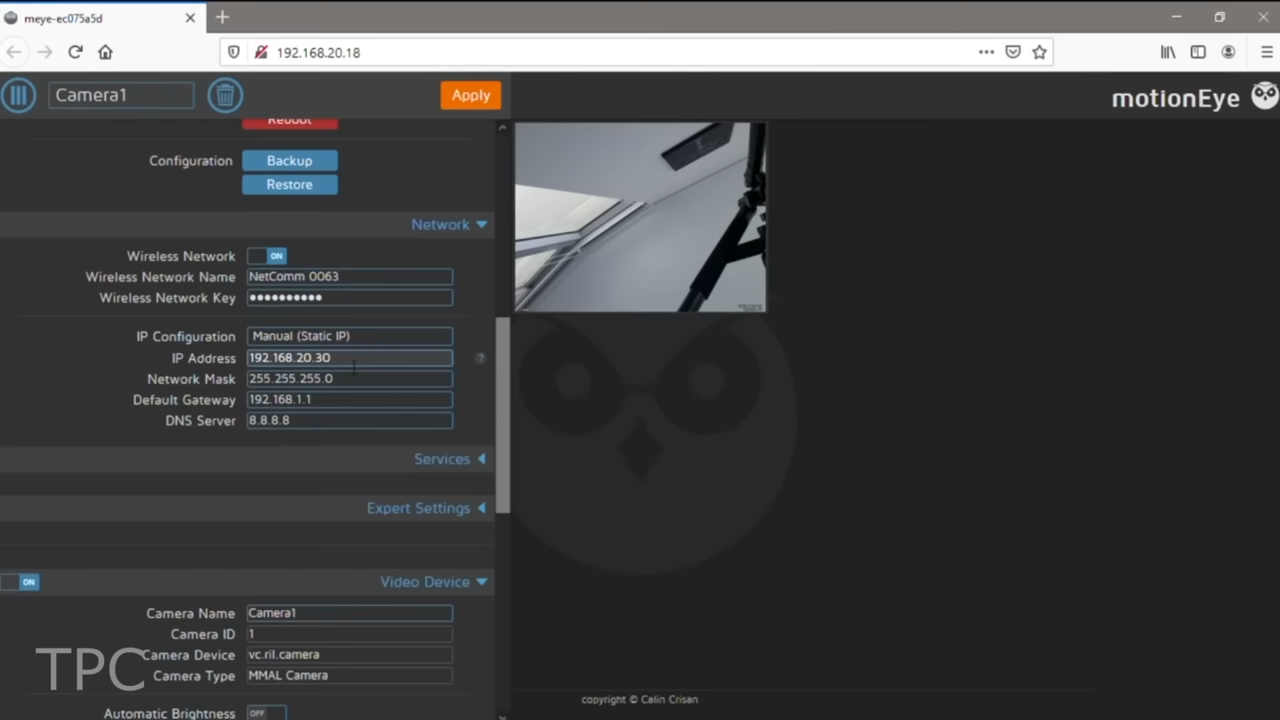 meye-ec075a5d
192.168.20.18
Camera1
Apply
motionEye
Reboot
Configuration
Backup
Restore
Network
Wireless Network
ON
Wireless Network Name
NetComm 0063
Wireless Network Key
••••••••••
IP Configuration
Manual (Static IP)
IP Address
192.168.20.30
?
Network Mask
255.255.255.0
Default Gateway
192.168.1.1
DNS Server
8.8.8.8
Services
Expert Settings
ON
Video Device
Camera Name
Camera1
Camera ID
1
Camera Device
vc.ril.camera
Camera Type
MMAL Camera
Automatic Brightness
OFF
TPC
copyright © Calin Crisan